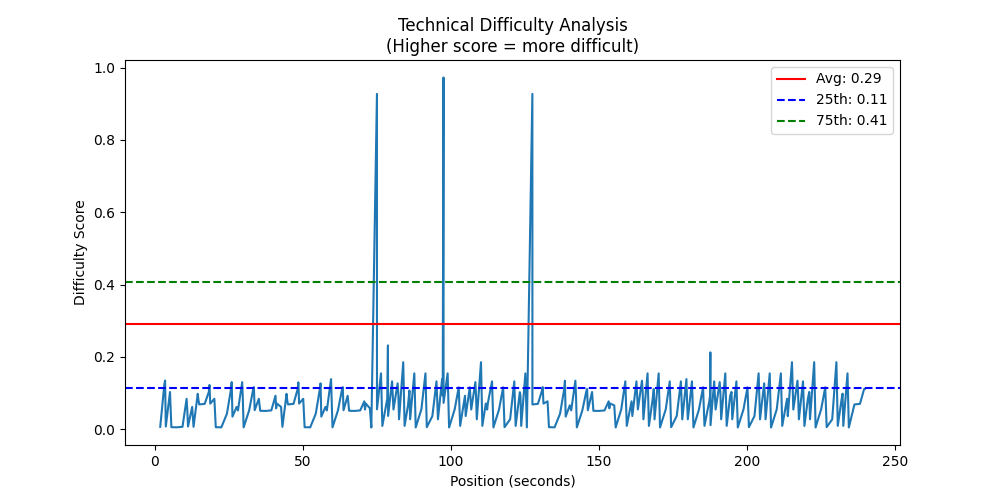 Technical Difficulty Analysis
(Higher score = more difficult)
Avg: 0.29
25th: 0.11
75th: 0.41
Difficulty Score
1.0
0.8
0.6
0.4
0.2
0.0
0
50
100
150
200
250
Position (seconds)